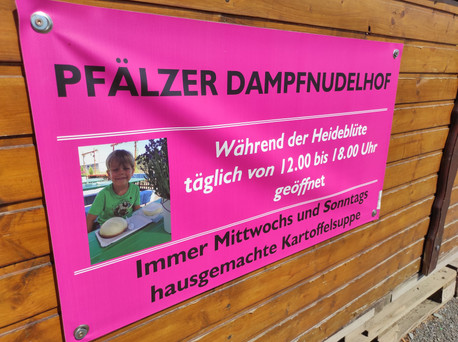 PFÄLZER DAMPFNUDELHOF
Während der Heideblüte
täglich von 12.00 bis 18.00 Uhr
geöffnet
Immer Mittwochs und Sonntags
hausgemachte Kartoffelsuppe